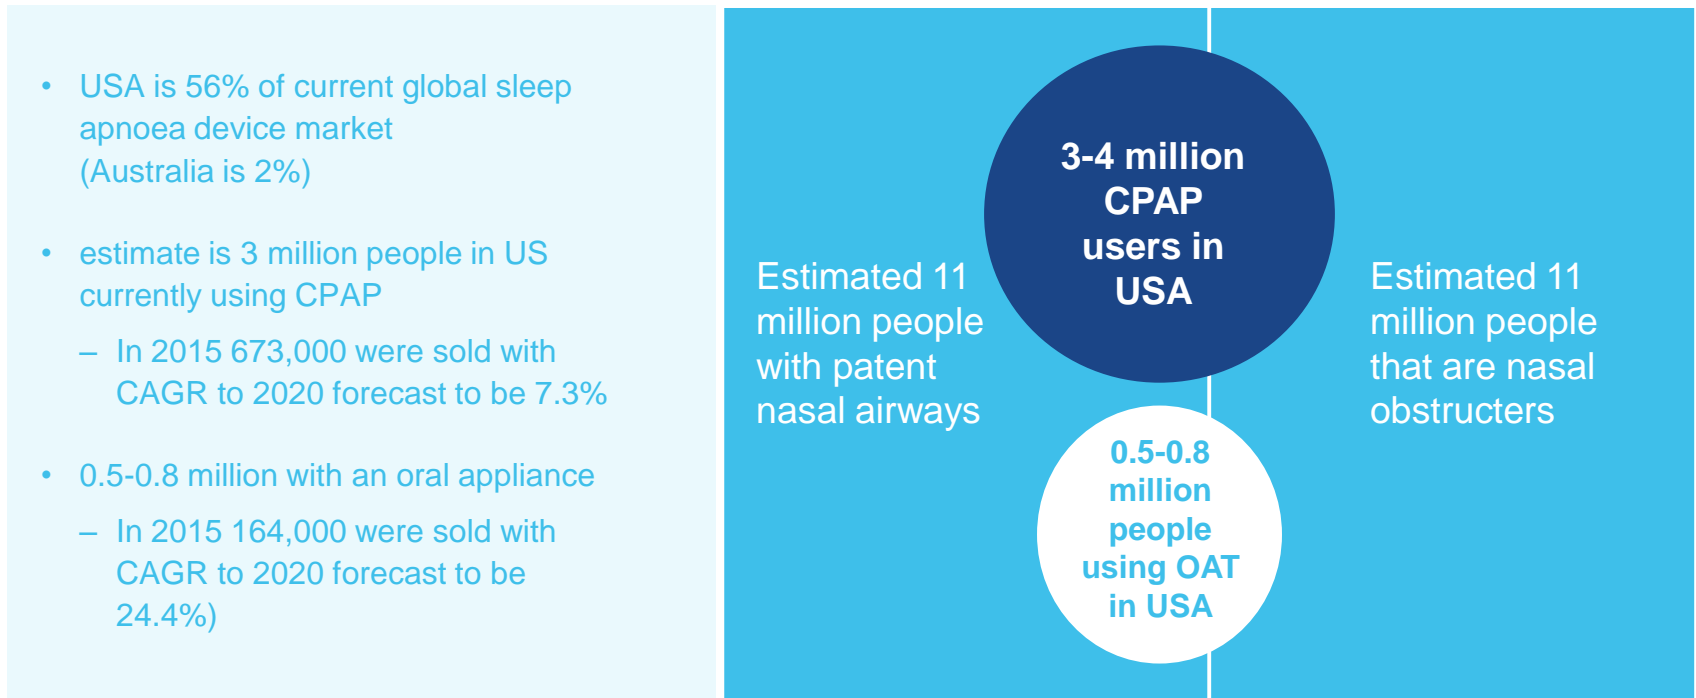 • USA is 56% of current global sleep
apnoea device market
(Australia is 2%)
• estimate is 3 million people in US
currently using CPAP
– In 2015 673,000 were sold with
CAGR to 2020 forecast to be 7.3%
• 0.5-0.8 million with an oral appliance
– In 2015 164,000 were sold with
CAGR to 2020 forecast to be
24.4%)
Estimated 11
million people
with patent
nasal airways
3-4 million
CPAP
users in
USA
0.5-0.8
million
people
using OAT
in USA
Estimated 11
million people
that are nasal
obstructers